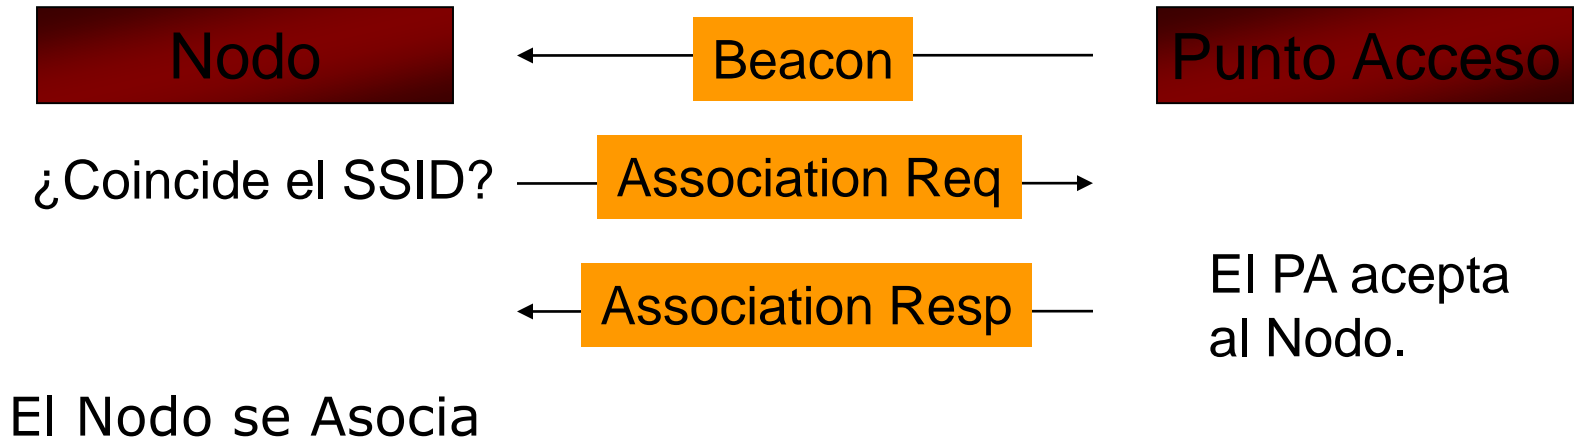 Nodo
Beacon
Punto Acceso
¿Coincide el SSID?
Association Req
Association Resp
El PA acepta
al Nodo.
El Nodo se Asocia